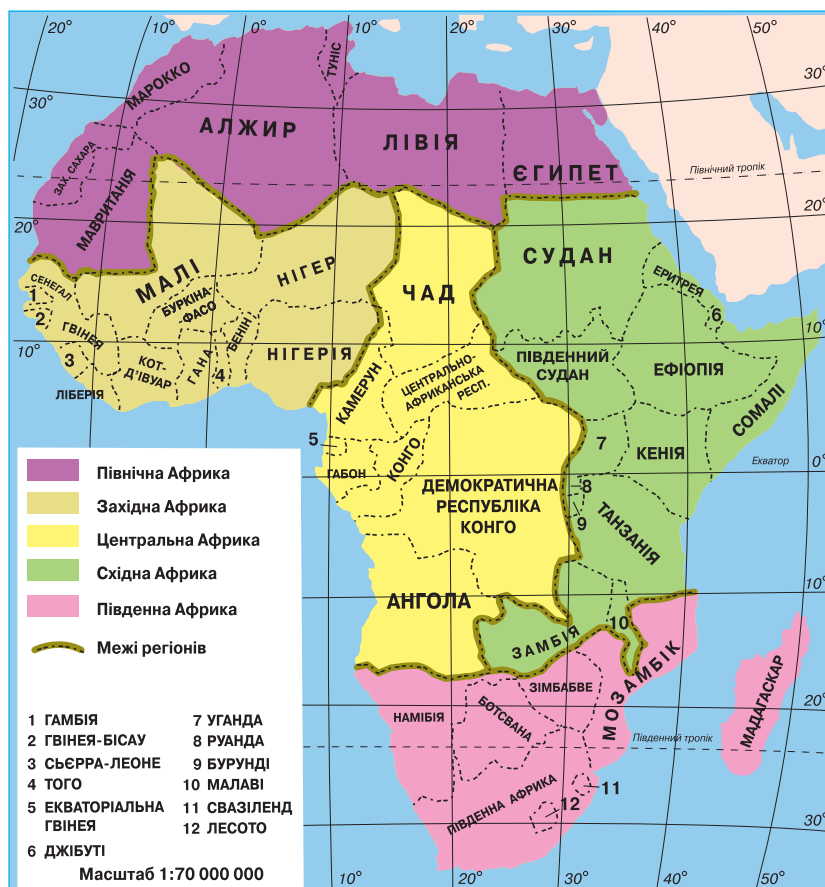 20° 10° 0° 10° 20° 30° 40° 50°
30°
30°
ТУНІС
МАРОККО
АЛЖИР
ЛІВІЯ
ЄГИПЕТ
Північний тропік
ЗАХ. САХАРА
МАВРИТАНІЯ
20°
20°
СУДАН
МАЛІ
НІГЕР
ЧАД
ЕРИТРЕЯ
СЕНЕГАЛ
1
2
БУРКІНА-
ФАСО
6
ГВІНЕЯ
БЕНІН
10°
10°
3
КОТ-
Д'ІВУАР
ГАНА
4
НІГЕРІЯ
ПІВДЕННИЙ
СУДАН
ЕФІОПІЯ
ЛІБЕРІЯ
КАМЕРУН
ЦЕНТРАЛЬНО-
АФРИКАНСЬКА
РЕСП.
СОМАЛІ
5
ГАБОН
КОНГО
7
КЕНІЯ
Екватор
0°
ДЕМОКРАТИЧНА
РЕСПУБЛІКА
КОНГО
8
9
ТАНЗАНІЯ
10°
АНГОЛА
ЗАМБІЯ
10
МОЗАМБІК
ЗІМБАБВЕ
НАМІБІЯ
БОТСВАНА
МАДАГАСКАР
20°
Південний тропік
11
12
ПІВДЕННА АФРИКА
30°
10° 20° 30° 40° 50°
Північна Африка
Західна Африка
Центральна Африка
Східна Африка
Південна Африка
Межі регіонів
1 ГАМБІЯ
2 ГВІНЕЯ-БІСАУ
3 СЬЄРРА-ЛЕОНЕ
4 ТОГО
5 ЕКВАТОРІАЛЬНА
ГВІНЕЯ
6 ДЖІБУТІ
7 УГАНДА
8 РУАНДА
9 БУРУНДІ
10 МАЛАВІ
11 СВАЗІЛЕНД
12 ЛЕСОТО
Масштаб 1:70 000 000